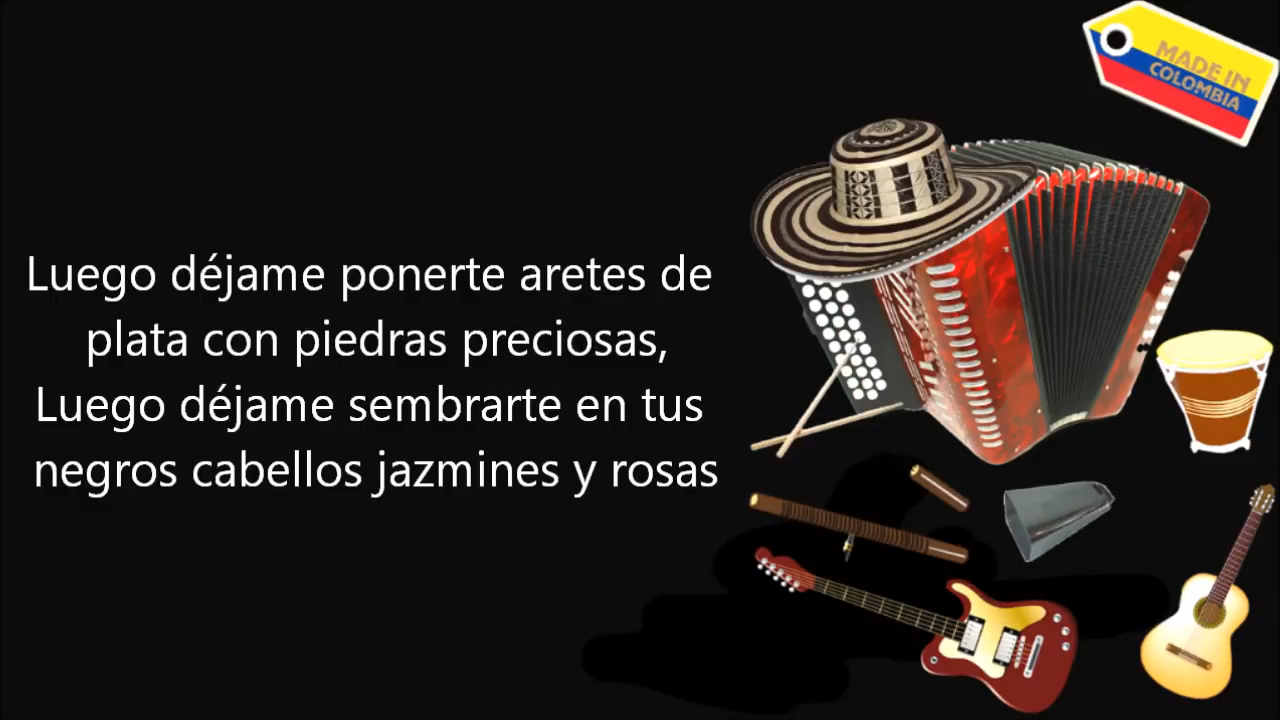 MADE IN
COLOMBIA
Luego déjame ponerte aretes de
plata con piedras preciosas,
Luego déjame sembrarte en tus
negros cabellos jazmines y rosas